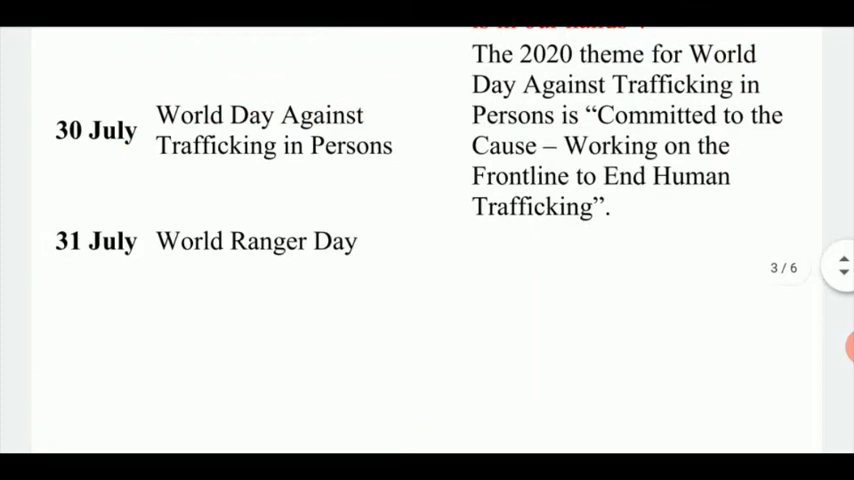 The 2020 theme for World
Day Against Trafficking in
30 July World Day Against Trafficking in Persons
Persons is “Committed to the
Cause – Working on the
Frontline to End Human
Trafficking”.
31 July World Ranger Day
3 / 6